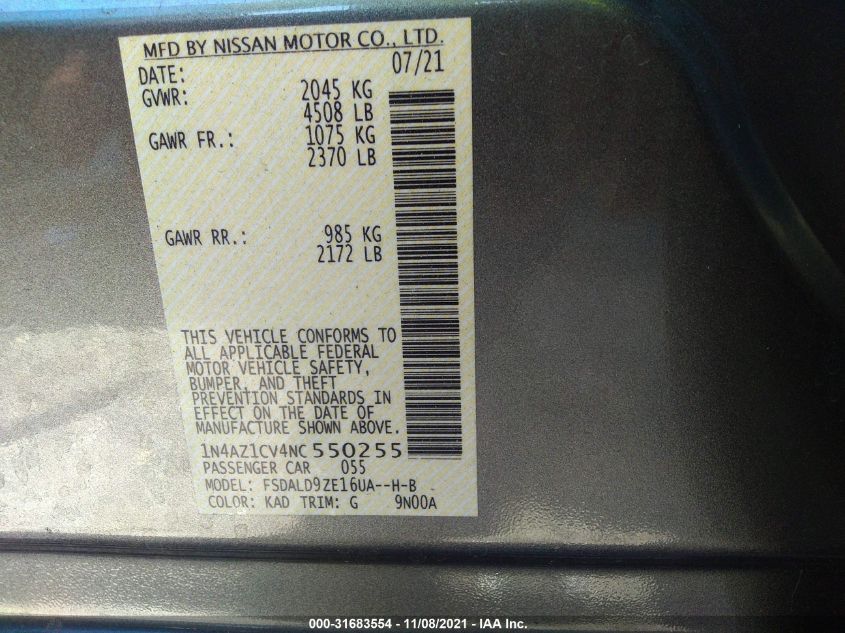 MFD BY NISSAN MOTOR CO., LTD.
DATE: 07/21
GVWR: 2045 KG
4508 LB
GAWR FR.: 1075 KG
2370 LB
GAWR RR.: 985 KG
2172 LB
THIS VEHICLE CONFORMS TO
ALL APPLICABLE FEDERAL
MOTOR VEHICLE SAFETY,
BUMPER, AND THEFT
PREVENTION STANDARDS IN
EFFECT ON THE DATE OF
MANUFACTURE SHOWN ABOVE.
1N4AZ1CV4NC550255
PASSENGER CAR 055
MODEL: FSDALD9ZE16UA--H-B
COLOR: KAD TRIM: G 9N00A
000-31683554 - 11/08/2021 - IAA Inc.